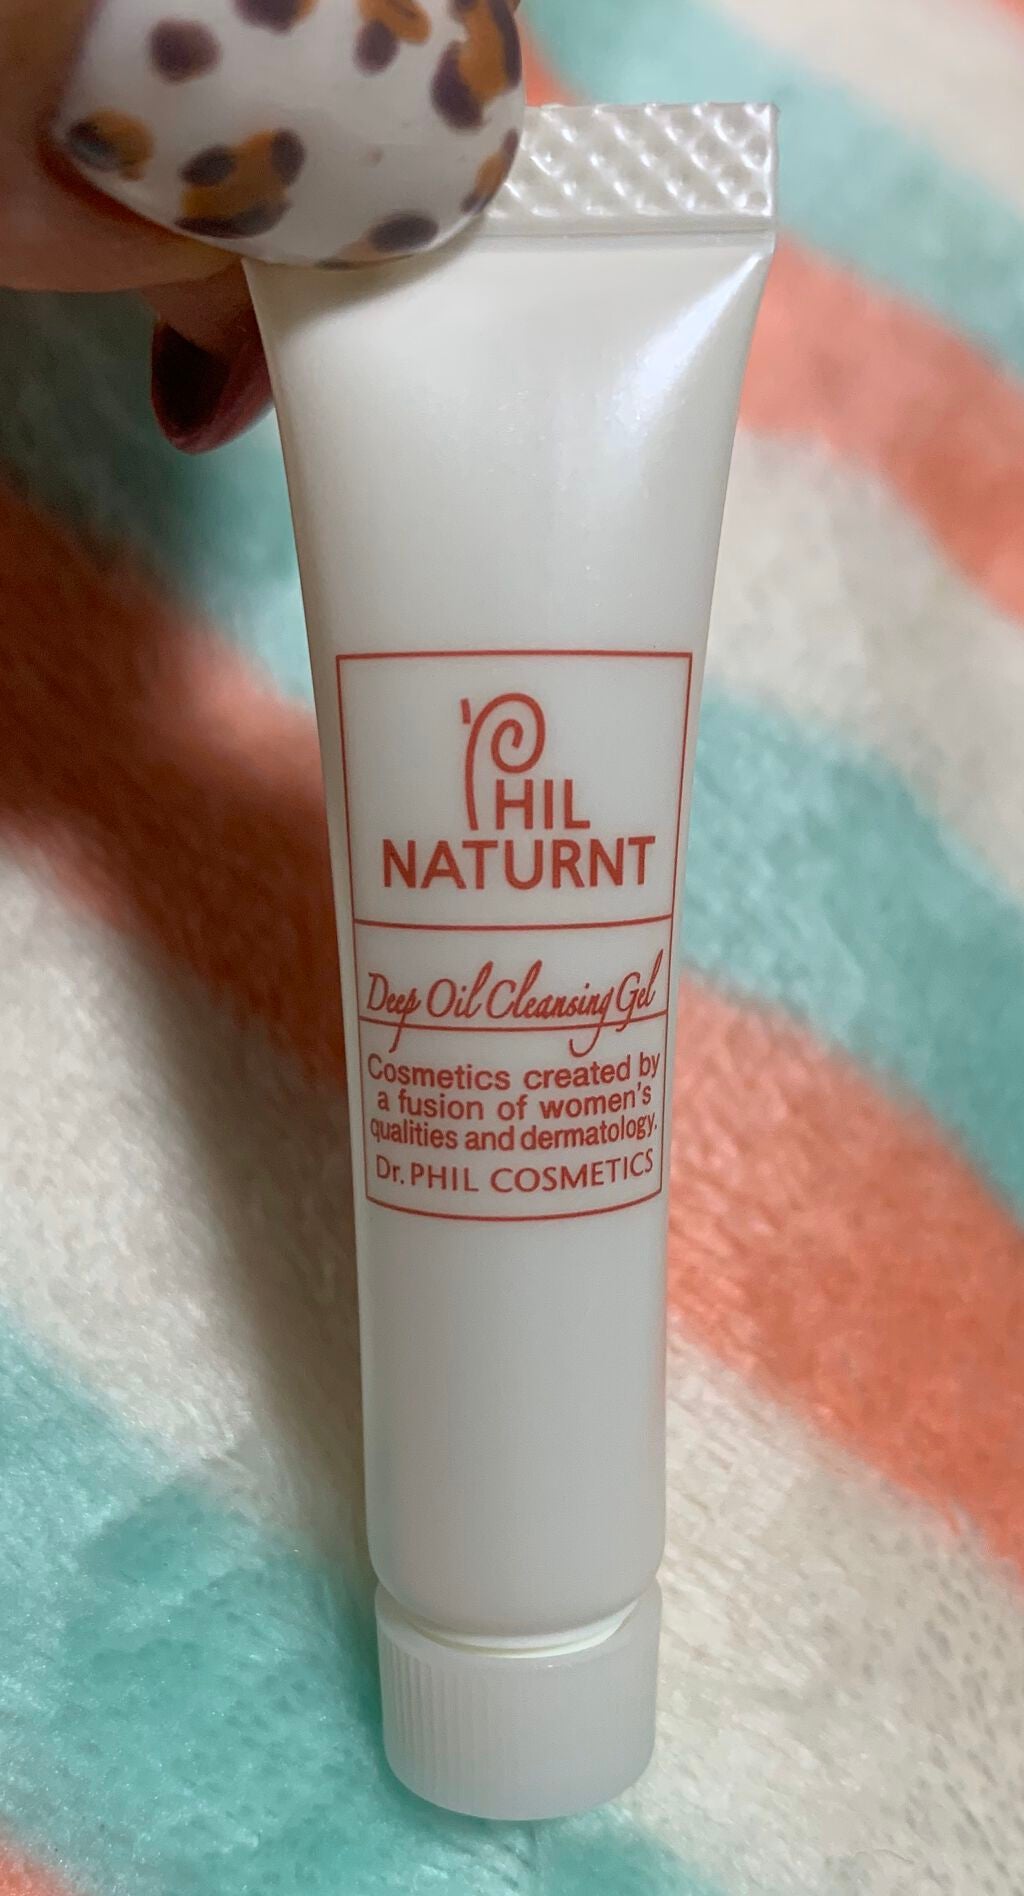 PHIL
NATURNT
Deep Oil Cleansing Gel
Cosmetics created by
a fusion of women's
qualities and dermatology.
Dr. PHIL COSMETICS